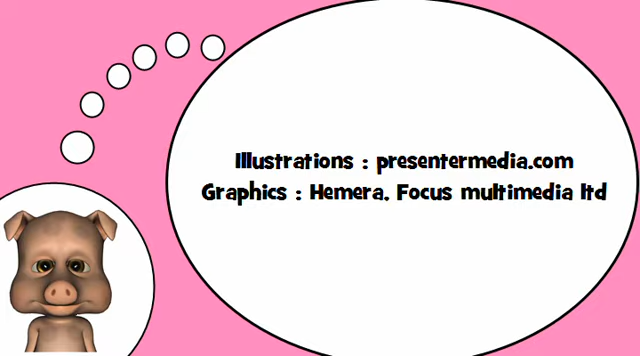 Illustrations : presentermedia.com
Graphics : Hemera. Focus multimedia ltd